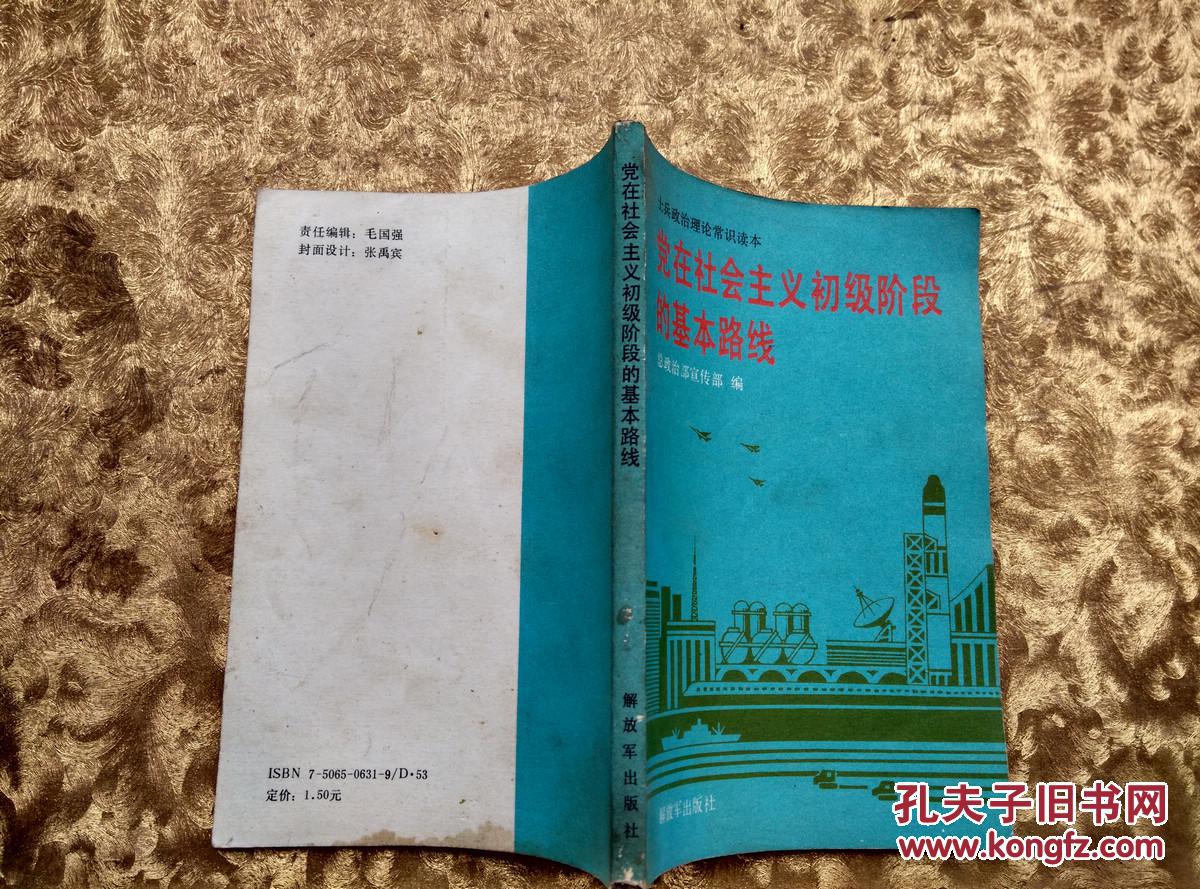 责任编辑：毛国强
封面设计：张禹宾
ISBN 7-5065-0631-9/D·53
定价：1.50元
党在社会主义初级阶段的基本路线
解放军出版社
士兵政治理论常识读本
党在社会主义初级阶段
的基本路线
总政治部宣传部 编
解放军出版社
孔夫子旧书网
www.kongfz.com